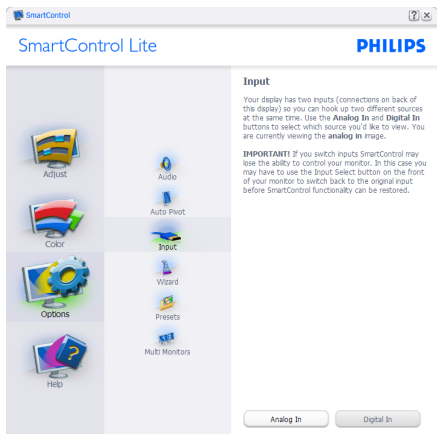 SmartControl
SmartControl Lite
PHILIPS
Adjust
Color
Options
Help
Audio
Auto Pivot
Input
Wizard
Presets
Multi Monitors
Input
Your display has two inputs (connections on back of
this display) so you can hook up two different sources
at the same time. Use the Analog In and Digital In
buttons to select which source you'd like to view. You
are currently viewing the analog in image.
IMPORTANT! If you switch inputs SmartControl may
lose the ability to control your monitor. In this case you
may have to use the Input Select button on the front
of your monitor to switch back to the original input
before SmartControl functionality can be restored.
Analog In
Digital In